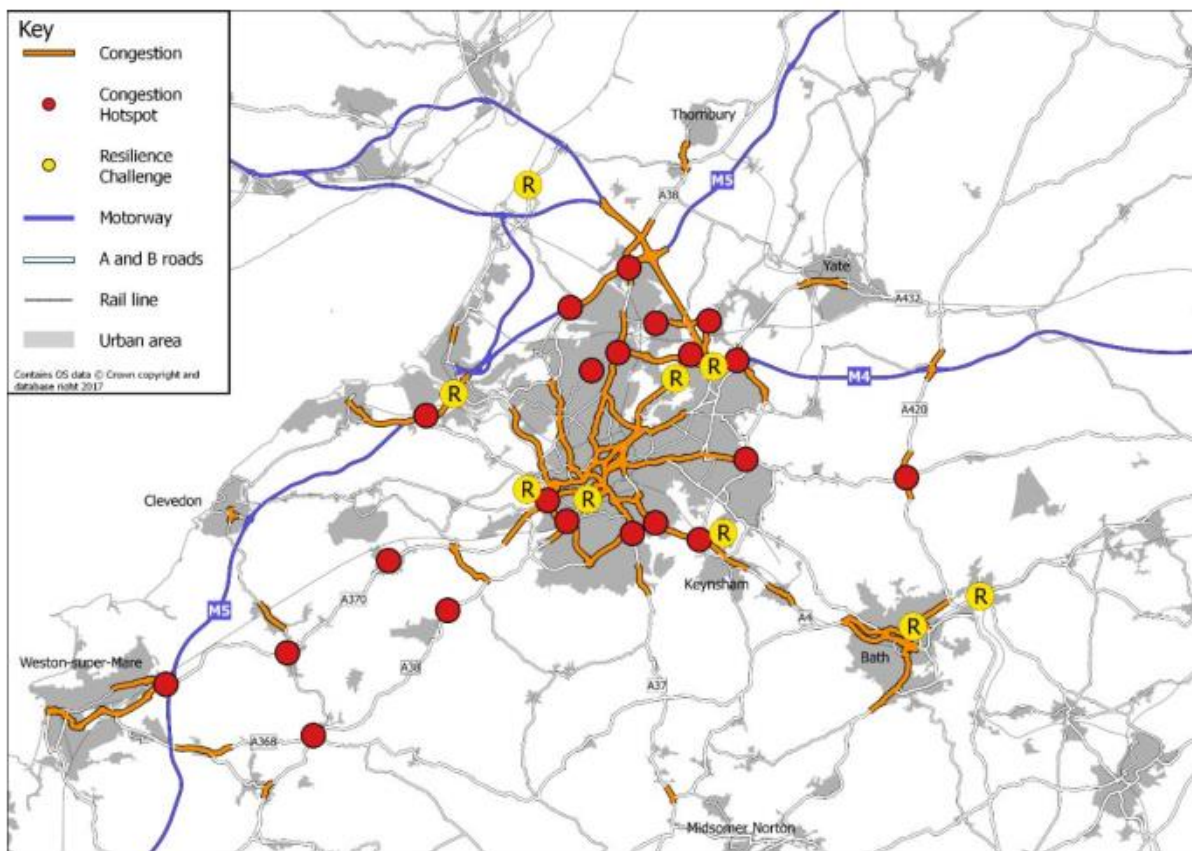 Key
Congestion
Congestion
Hotspot
Resilience
Challenge
Motorway
A and B roads
Rail line
Urban area
Contains OS data © Crown copyright and
database right 2017
Thornbury
M5
R
A38
Yate
A432
M4
R
R
R
A420
Clevedon
R
R
R
Keynsham
A4
R
R
Bath
A370
M5
A38
A37
Weston-super-Mare
A368
Midsomer Norton